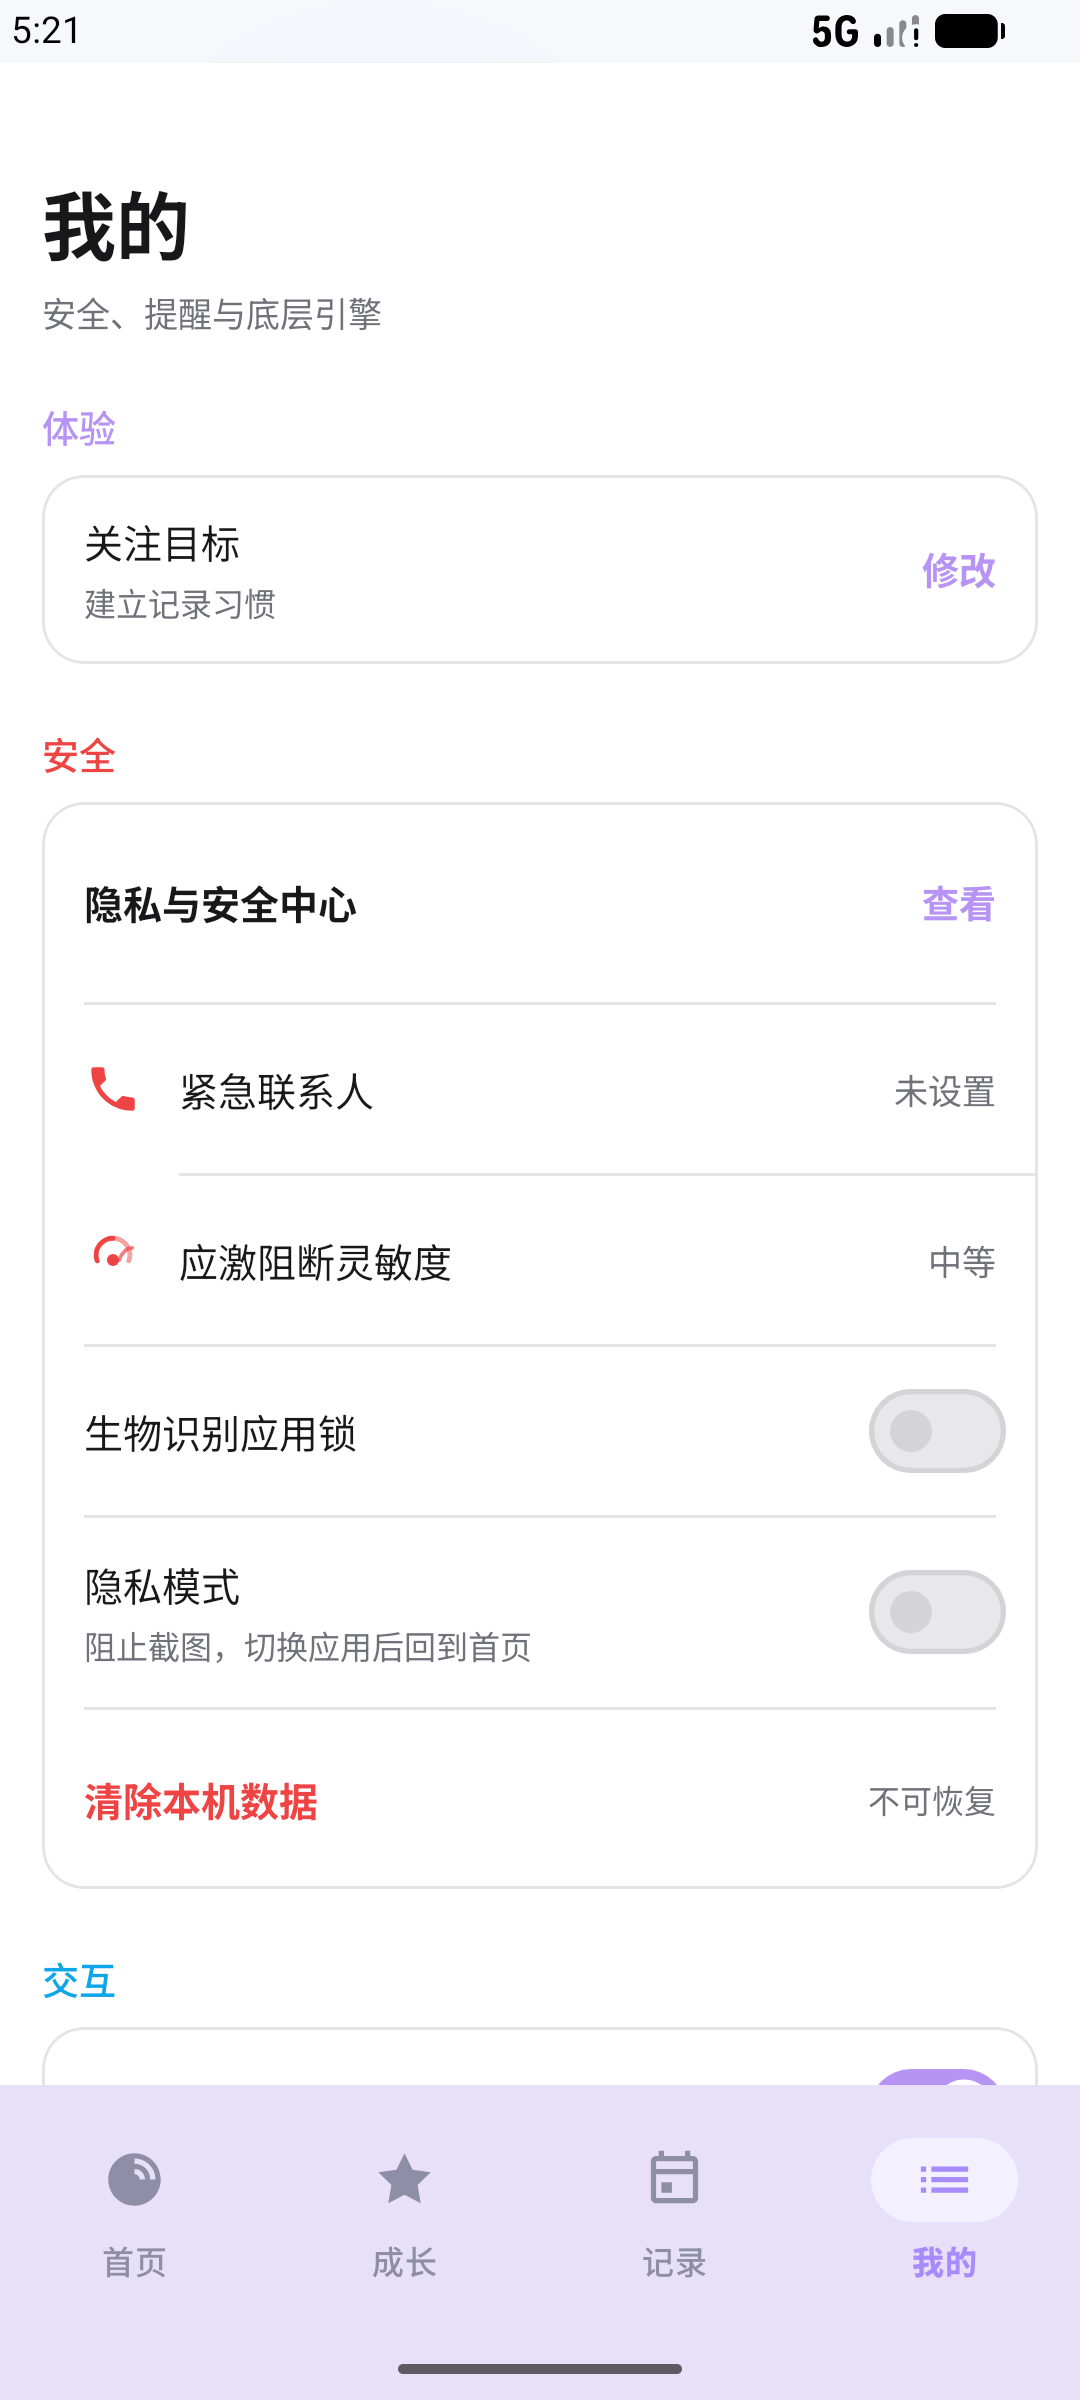 5:21
5G
我的
安全、提醒与底层引擎
体验
关注目标
修改
建立记录习惯
安全
隐私与安全中心
查看
紧急联系人
未设置
应激阻断灵敏度
中等
生物识别应用锁
隐私模式
阻止截图，切换应用后回到首页
清除本机数据
不可恢复
交互
首页
成长
记录
我的